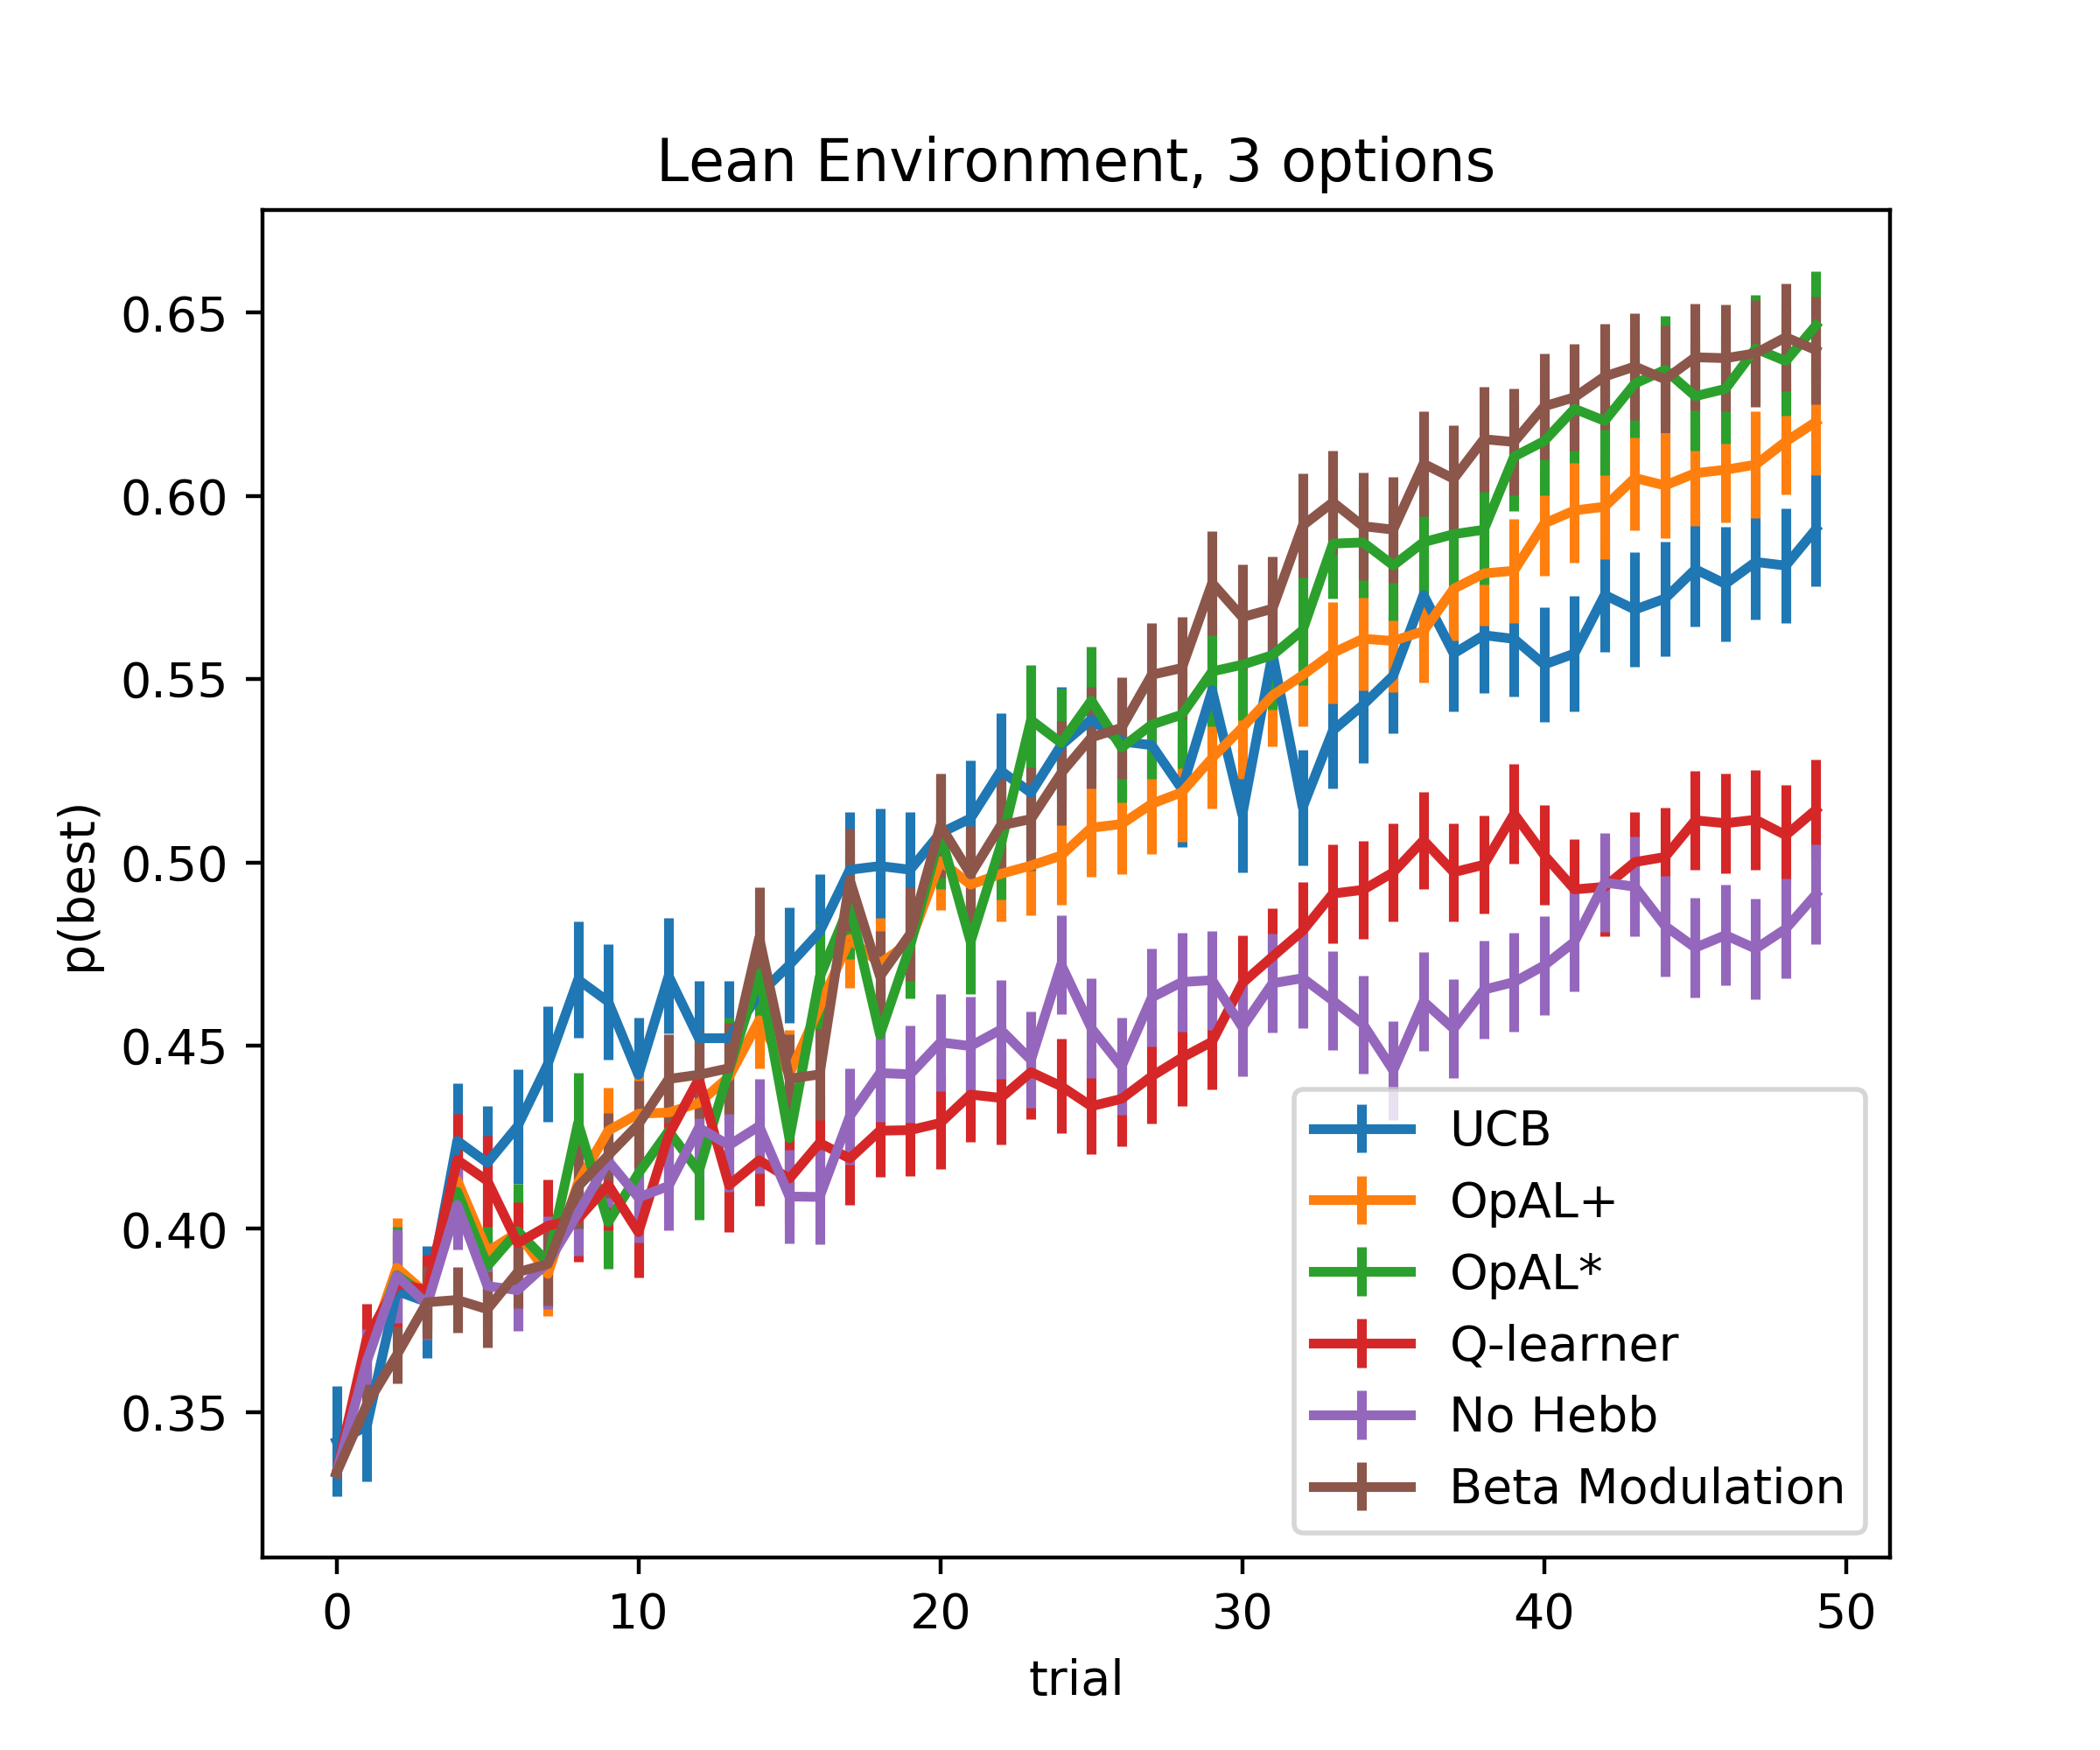 Lean Environment, 3 options
p(best)
0.65
0.60
0.55
0.50
0.45
0.40
0.35
0 10 20 30 40 50
trial
UCB
OpAL+
OpAL*
Q-learner
No Hebb
Beta Modulation